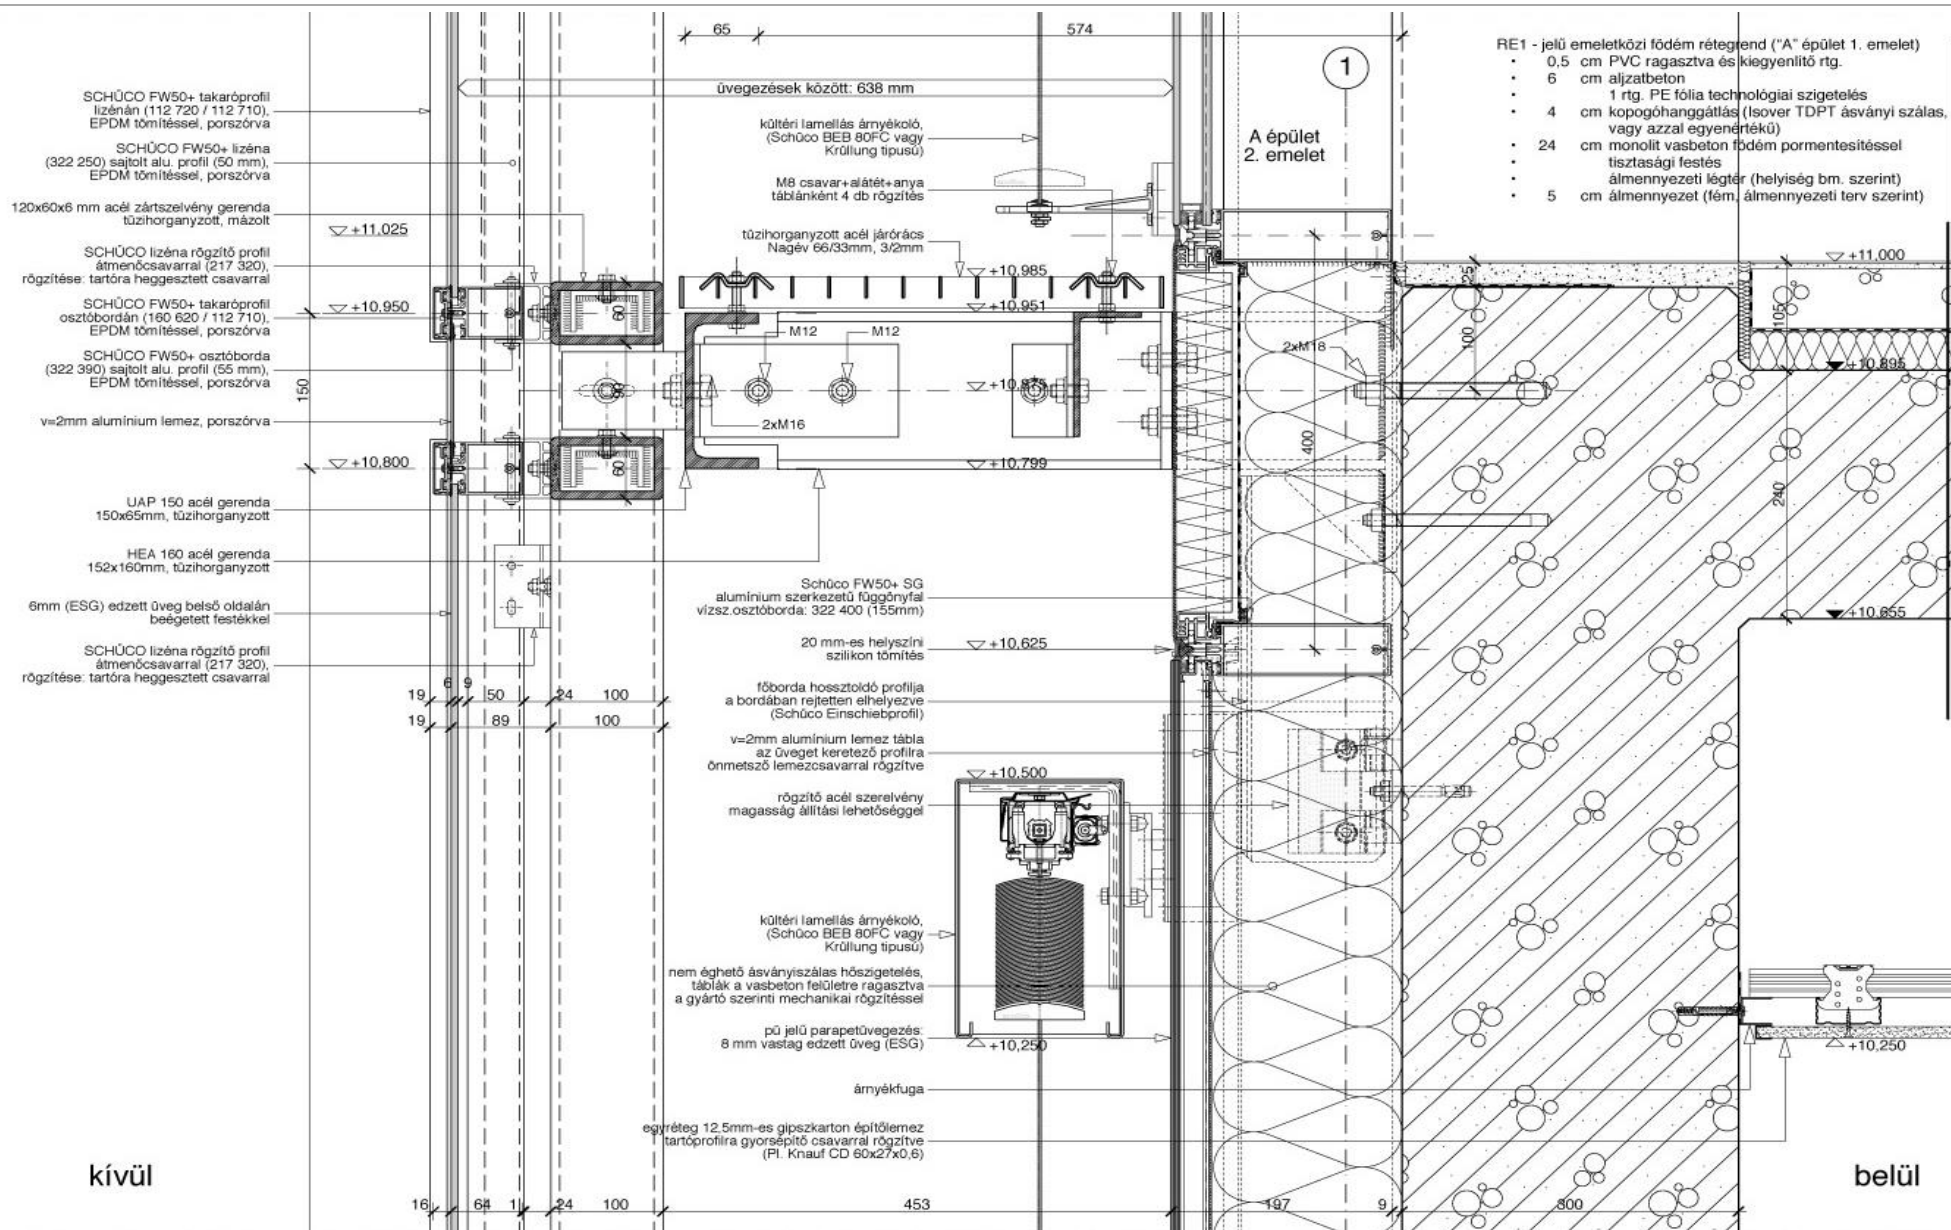 65
574
üvegezések között: 638 mm
1
A épület
2. emelet
RE1 - jelű emeletközi födém rétegrend ("A" épület 1. emelet)
• 0,5 cm PVC ragasztva és kiegyenlítő rtg.
• 6 cm aljzatbeton
• 1 rtg. PE fólia technológiai szigetelés
• 4 cm kopogóhanggátlás (Isover TDPT ásványi szálas,
vagy azzal egyenértékű)
• 24 cm monolit vasbeton födém pormentesítéssel
• tisztasági festés
• álmennyezeti légtér (helyiség bm. szerint)
• 5 cm álmennyezet (fém, álmennyezeti terv szerint)
SCHÜCO FW50+ takaróprofil
lizénán (112 720 / 112 710),
EPDM tömítéssel, porszórva
SCHÜCO FW50+ lizéna
(322 250) sajtolt alu. profil (50 mm),
EPDM tömítéssel, porszórva
120x60x6 mm acél zártszelvény gerenda
tűzihorganyzott, mázolt
+11,025
SCHÜCO lizéna rögzítő profil
átmenőcsavarral (217 320),
rögzítése: tartóra heggesztett csavarral
SCHÜCO FW50+ takaróprofil
osztóbordán (160 620 / 112 710),
EPDM tömítéssel, porszórva
+10,950
SCHÜCO FW50+ osztóborda
(322 390) sajtolt alu. profil (55 mm),
EPDM tömítéssel, porszórva
150
v=2mm alumínium lemez, porszórva
+10,800
UAP 150 acél gerenda
150x65mm, tűzihorganyzott
HEA 160 acél gerenda
152x160mm, tűzihorganyzott
6mm (ESG) edzett üveg belső oldalán
beégetett festékkel
SCHÜCO lizéna rögzítő profil
átmenőcsavarral (217 320),
rögzítése: tartóra heggesztett csavarral
kültéri lamellás árnyékoló,
(Schüco BEB 80FC vagy
Krüllung tipusú)
M8 csavar+alátét+anya
táblánként 4 db rögzítés
tűzihorganyzott acél járórács
Nagév 66/33mm, 3/2mm
+10,985
+10,951
60
M12
M12
90
+10,875
2xM16
60
+10,799
2xM18
400
25
100
+11,000
105
+10,895
240
+10,655
Schüco FW50+ SG
alumínium szerkezetű függönyfal
vízsz.osztóborda: 322 400 (155mm)
20 mm-es helyszíni
szilikon tömítés
+10,625
főborda hossztoldó profilja
a bordában rejtetten elhelyezve
(Schüco Einschiebprofil)
v=2mm alumínium lemez tábla
az üveget keretező profilra
önmetsző lemezcsavarral rögzítve
+10,500
rögzítő acél szerelvény
magasság állítási lehetőséggel
19 6 9 50 24 100
19 89 100
kültéri lamellás árnyékoló,
(Schüco BEB 80FC vagy
Krüllung tipusú)
nem éghető ásványiszálas hőszigetelés,
táblák a vasbeton felületre ragasztva
a gyártó szerinti mechanikai rögzítéssel
pü jelű parapetüvegezés:
8 mm vastag edzett üveg (ESG)
+10,250
+10,250
árnyékfuga
egyréteg 12,5mm-es gipszkarton építőlemez
tartóprofilra gyorsépítő csavarral rögzítve
(Pl. Knauf CD 60x27x0,6)
kívül
belül
16 64 1 24 100 453 197 9 300